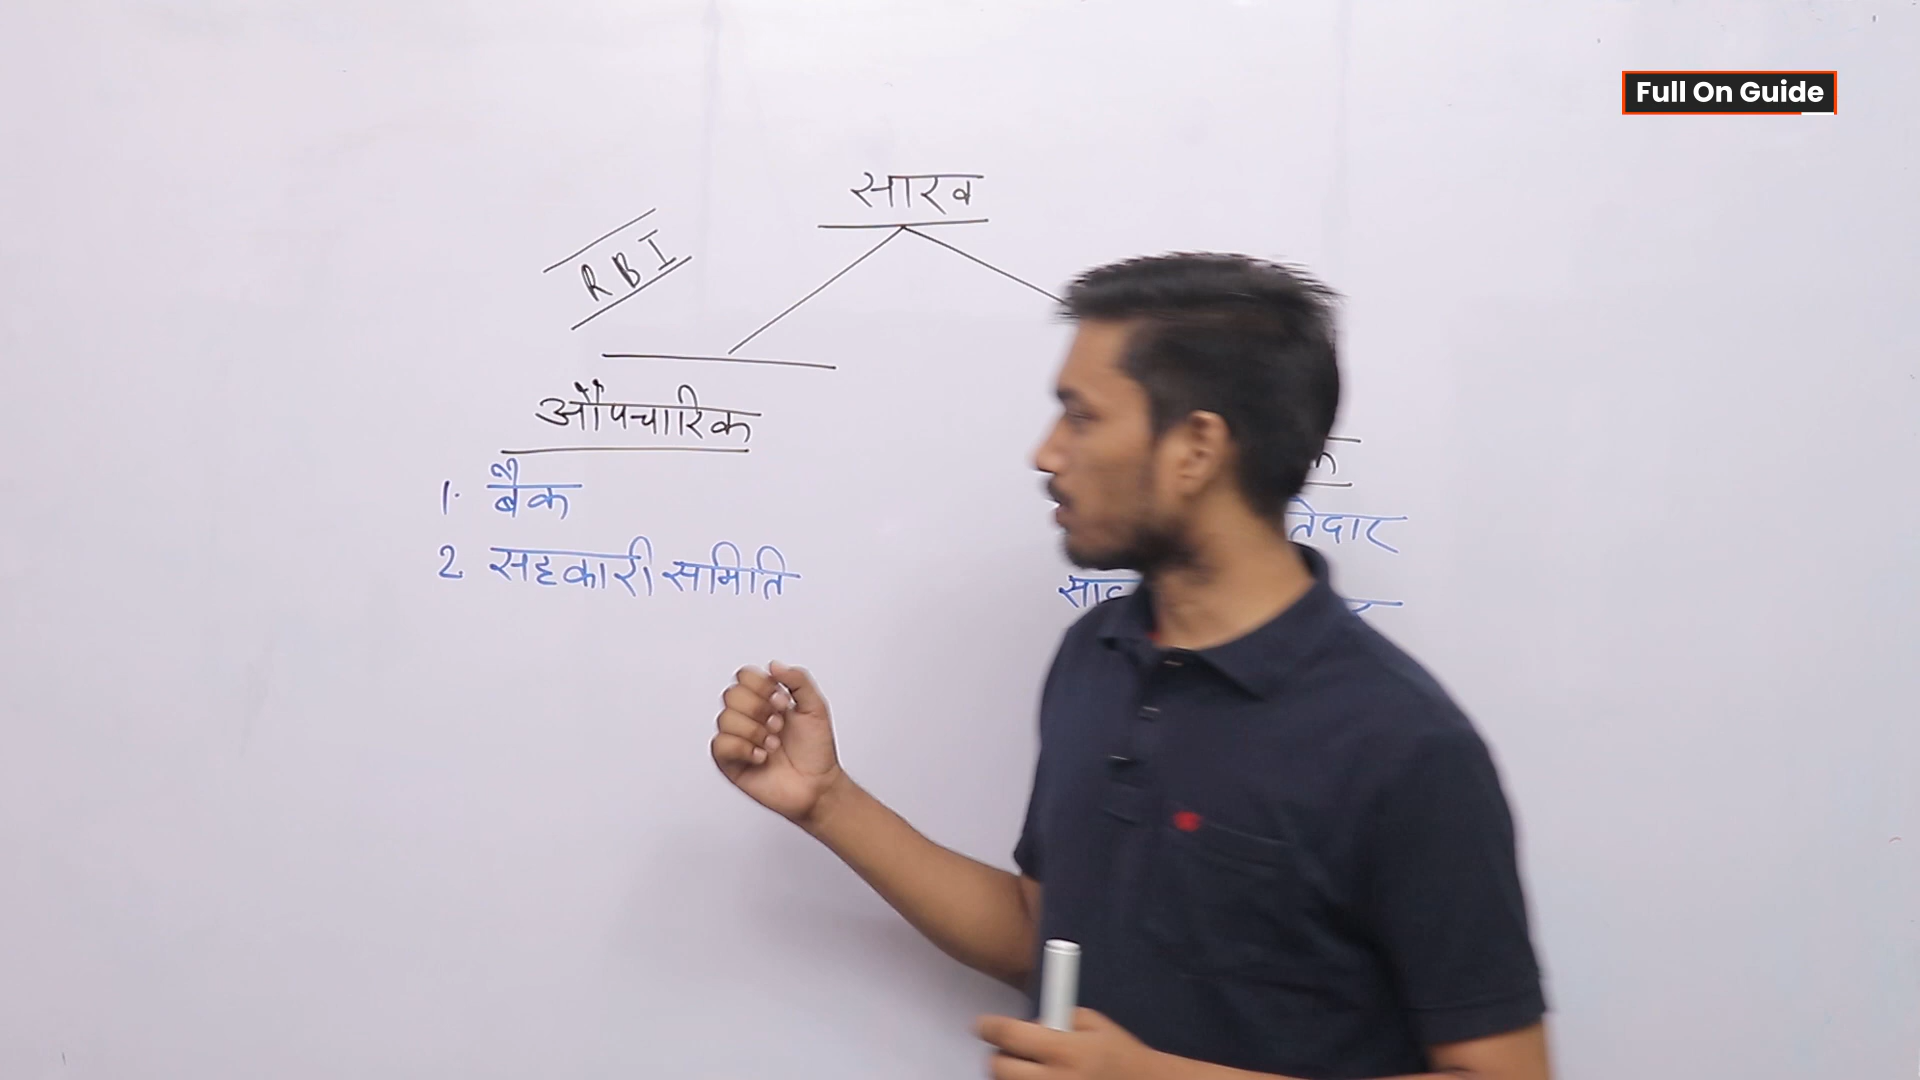 Full On Guide
साख
RBI
औपचारिक
1. बैंक
2 सहकारी समिति